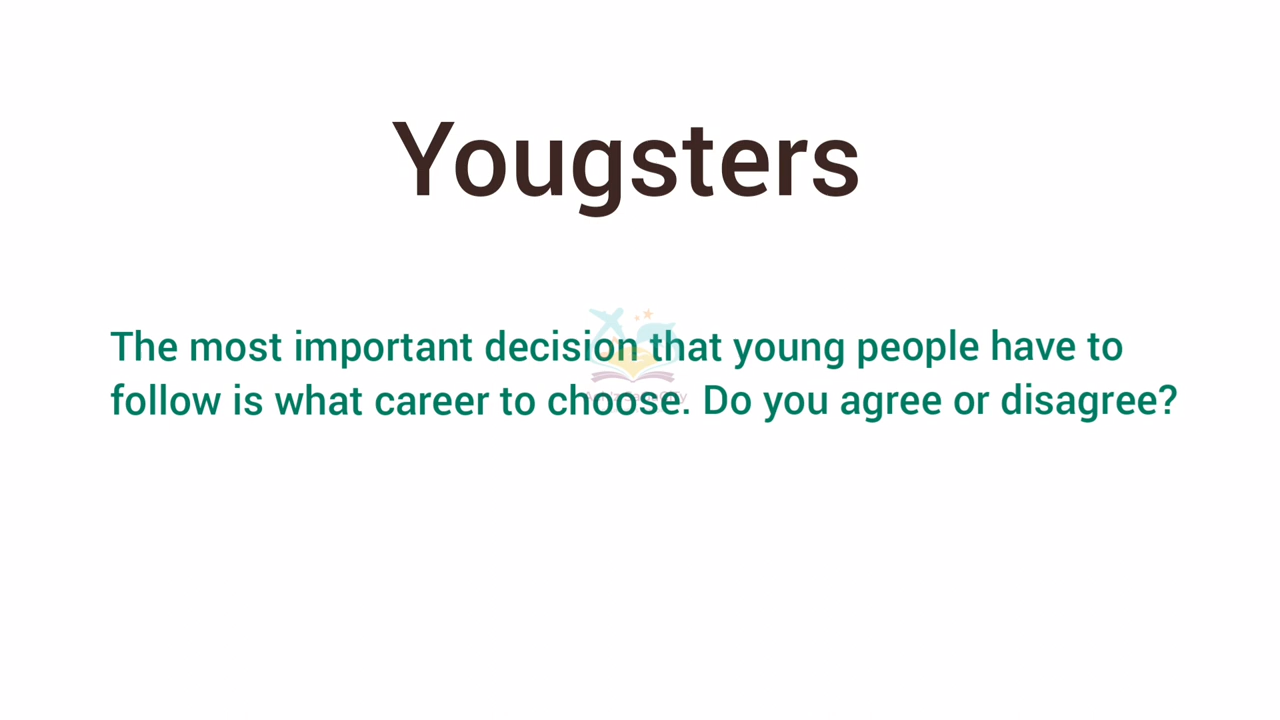 Yougsters
The most important decision that young people have to
follow is what career to choose. Do you agree or disagree?